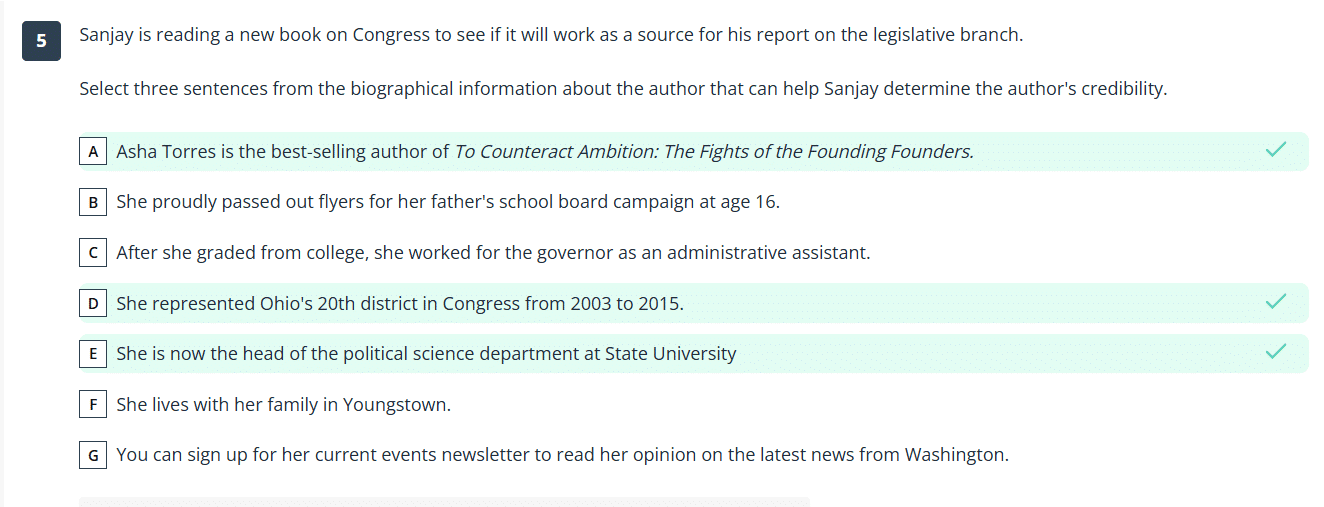 5
Sanjay is reading a new book on Congress to see if it will work as a source for his report on the legislative branch.
Select three sentences from the biographical information about the author that can help Sanjay determine the author's credibility.
A Asha Torres is the best-selling author of To Counteract Ambition: The Fights of the Founding Founders.
B She proudly passed out flyers for her father's school board campaign at age 16.
C After she graded from college, she worked for the governor as an administrative assistant.
D She represented Ohio's 20th district in Congress from 2003 to 2015.
E She is now the head of the political science department at State University
F She lives with her family in Youngstown.
G You can sign up for her current events newsletter to read her opinion on the latest news from Washington.